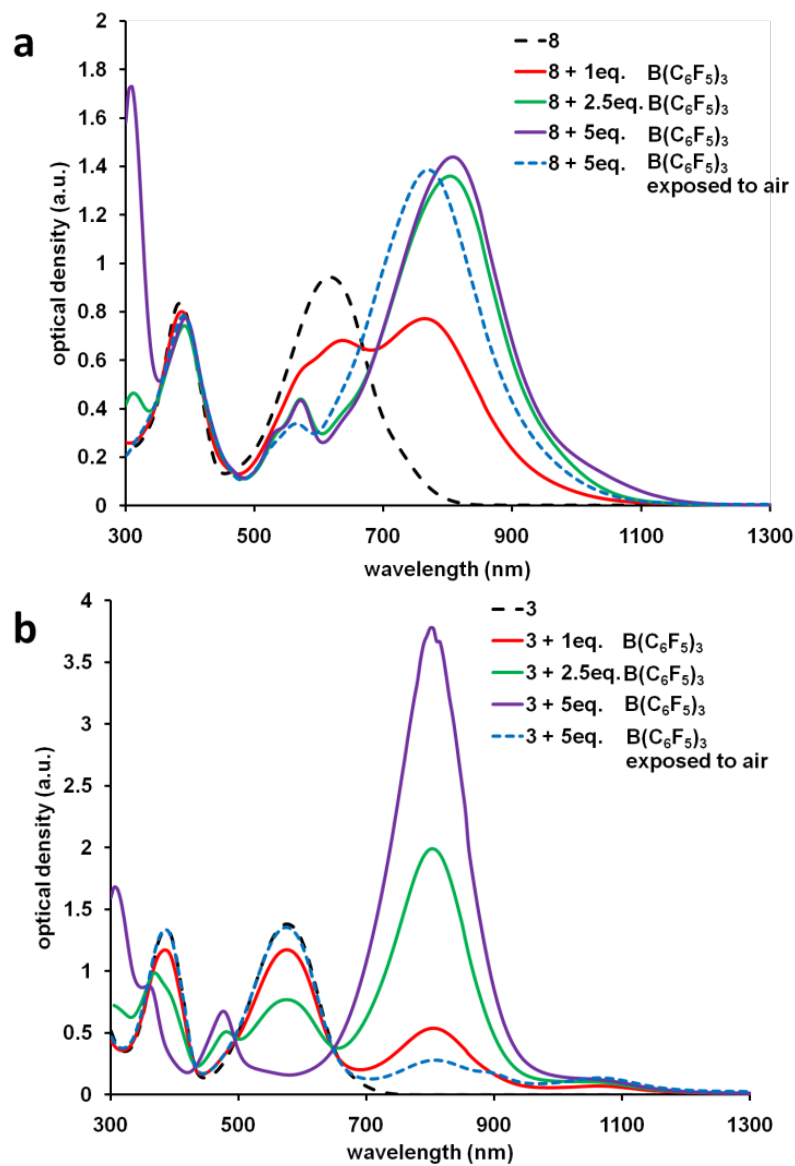 a
2
1.8
1.6
1.4
1.2
1
0.8
0.6
0.4
0.2
0
optical density (a.u.)
8
8 + 1eq. B(C₆F₅)₃
8 + 2.5eq. B(C₆F₅)₃
8 + 5eq. B(C₆F₅)₃
8 + 5eq. B(C₆F₅)₃
exposed to air
300 500 700 900 1100 1300
wavelength (nm)
b
4
3.5
3
2.5
2
1.5
1
0.5
0
optical density (a.u.)
3
3 + 1eq. B(C₆F₅)₃
3 + 2.5eq. B(C₆F₅)₃
3 + 5eq. B(C₆F₅)₃
3 + 5eq. B(C₆F₅)₃
exposed to air
300 500 700 900 1100 1300
wavelength (nm)